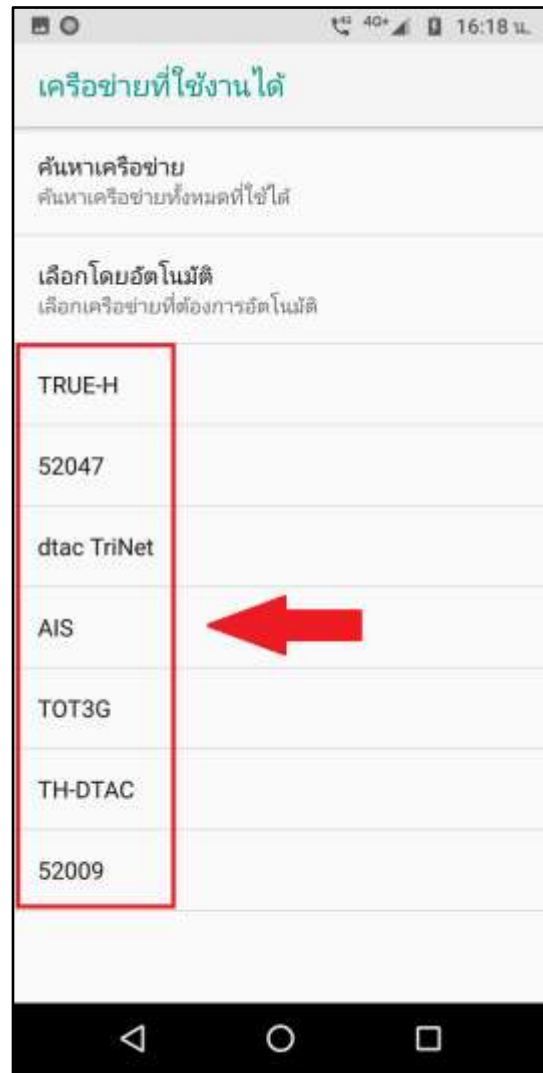 4G 4G+ 16:18 น.
เครือข่ายที่ใช้งานได้
ค้นหาเครือข่าย
ค้นหาเครือข่ายทั้งหมดที่ใช้ได้
เลือกโดยอัตโนมัติ
เลือกเครือข่ายที่ต้องการอัตโนมัติ
TRUE-H
52047
dtac TriNet
AIS
TOT3G
TH-DTAC
52009